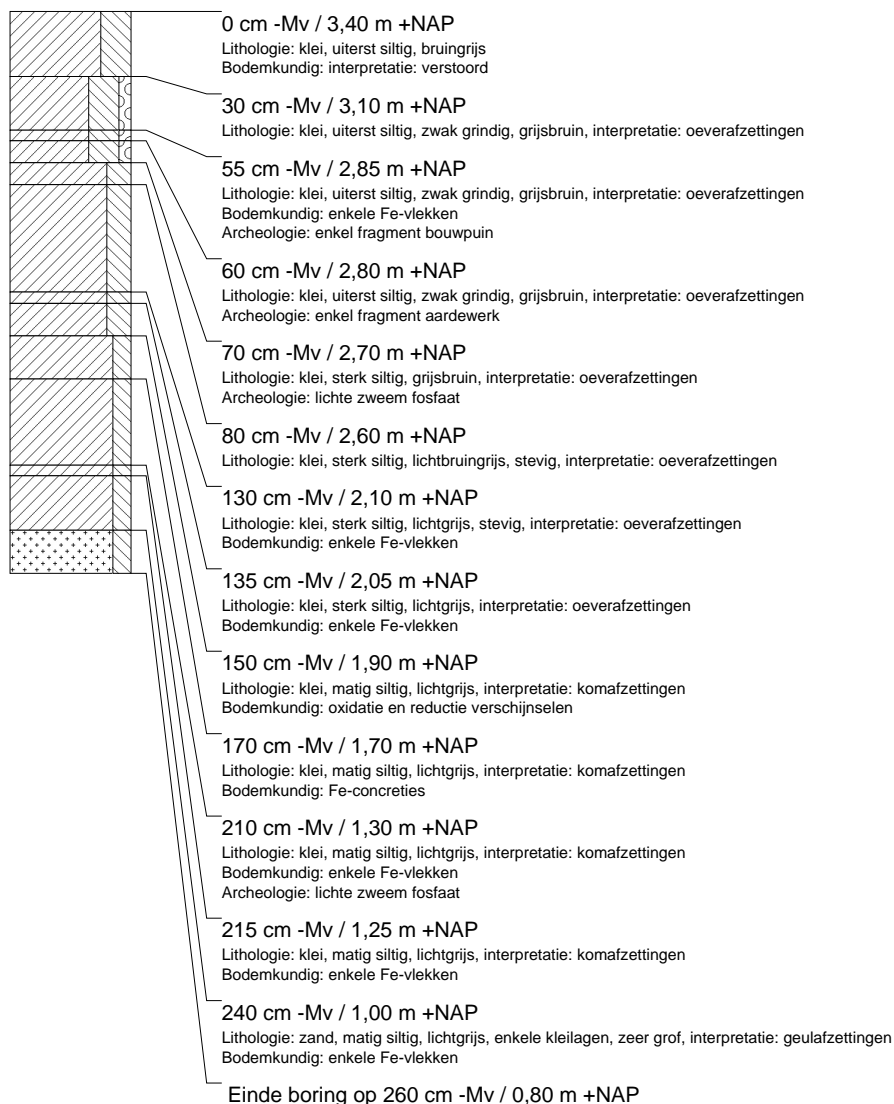 0 cm -Mv / 3,40 m +NAP
Lithologie: klei, uiterst siltig, bruingrijs
Bodemkundig: interpretatie: verstoord
30 cm -Mv / 3,10 m +NAP
Lithologie: klei, uiterst siltig, zwak grindig, grijsbruin, interpretatie: oeverafzettingen
55 cm -Mv / 2,85 m +NAP
Lithologie: klei, uiterst siltig, zwak grindig, grijsbruin, interpretatie: oeverafzettingen
Bodemkundig: enkele Fe-vlekken
Archeologie: enkel fragment bouwpuin
60 cm -Mv / 2,80 m +NAP
Lithologie: klei, uiterst siltig, zwak grindig, grijsbruin, interpretatie: oeverafzettingen
Archeologie: enkel fragment aardewerk
70 cm -Mv / 2,70 m +NAP
Lithologie: klei, sterk siltig, grijsbruin, interpretatie: oeverafzettingen
Archeologie: lichte zweem fosfaat
80 cm -Mv / 2,60 m +NAP
Lithologie: klei, sterk siltig, lichtbruingrijs, stevig, interpretatie: oeverafzettingen
130 cm -Mv / 2,10 m +NAP
Lithologie: klei, sterk siltig, lichtgrijs, stevig, interpretatie: oeverafzettingen
Bodemkundig: enkele Fe-vlekken
135 cm -Mv / 2,05 m +NAP
Lithologie: klei, sterk siltig, lichtgrijs, interpretatie: oeverafzettingen
Bodemkundig: enkele Fe-vlekken
150 cm -Mv / 1,90 m +NAP
Lithologie: klei, matig siltig, lichtgrijs, interpretatie: komafzettingen
Bodemkundig: oxidatie en reductie verschijnselen
170 cm -Mv / 1,70 m +NAP
Lithologie: klei, matig siltig, lichtgrijs, interpretatie: komafzettingen
Bodemkundig: Fe-concreties
210 cm -Mv / 1,30 m +NAP
Lithologie: klei, matig siltig, lichtgrijs, interpretatie: komafzettingen
Bodemkundig: enkele Fe-vlekken
Archeologie: lichte zweem fosfaat
215 cm -Mv / 1,25 m +NAP
Lithologie: klei, matig siltig, lichtgrijs, interpretatie: komafzettingen
Bodemkundig: enkele Fe-vlekken
240 cm -Mv / 1,00 m +NAP
Lithologie: zand, matig siltig, lichtgrijs, enkele kleilagen, zeer grof, interpretatie: geulafzettingen
Bodemkundig: enkele Fe-vlekken
Einde boring op 260 cm -Mv / 0,80 m +NAP